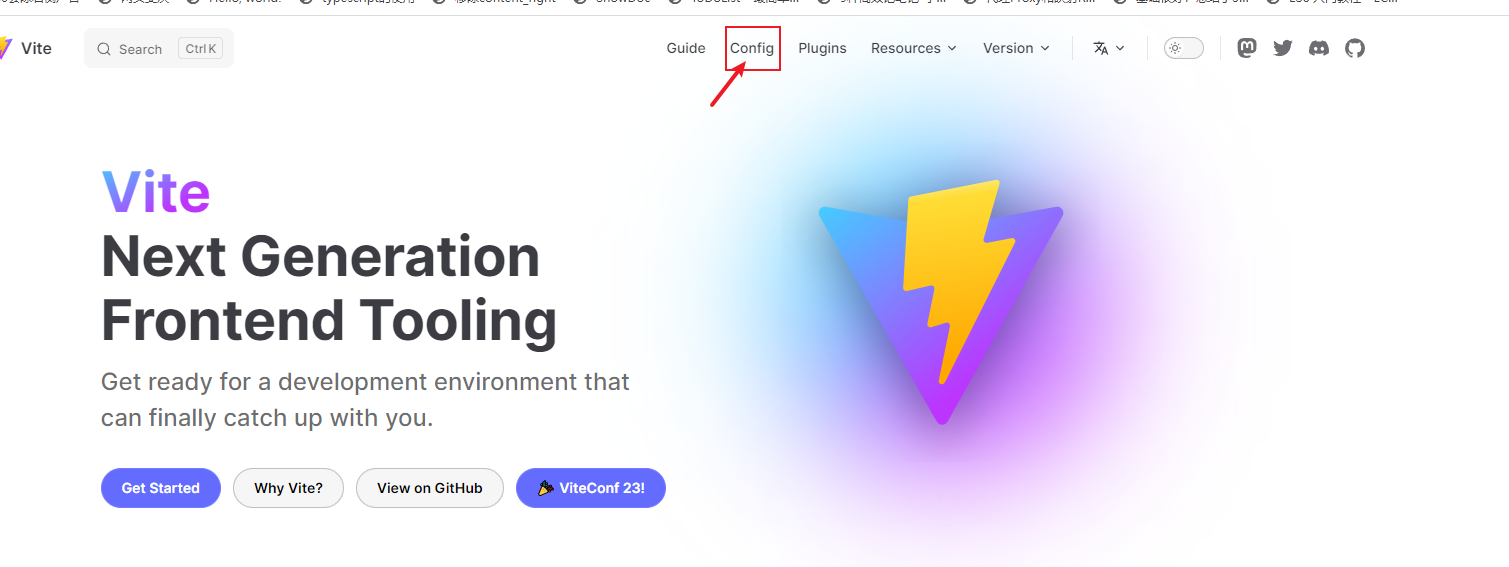 Vite
Search
Ctrl K
Guide
Config
Plugins
Resources
Version
Vite
Next Generation
Frontend Tooling
Get ready for a development environment that
can finally catch up with you.
Get Started
Why Vite?
View on GitHub
ViteConf 23!